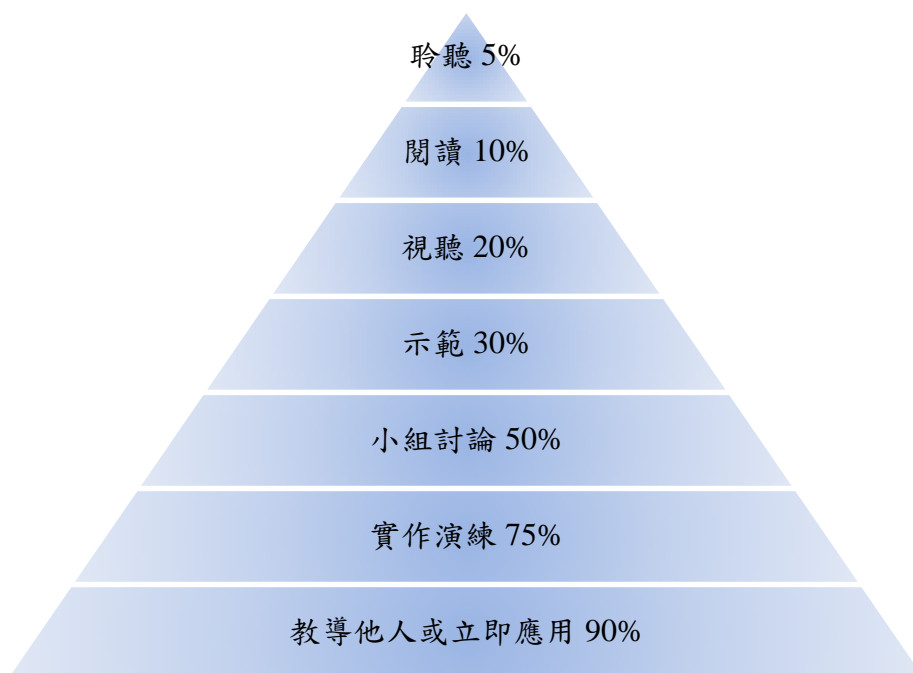 聆聽 5%
閱讀 10%
視聽 20%
示範 30%
小組討論 50%
實作演練 75%
教導他人或立即應用 90%